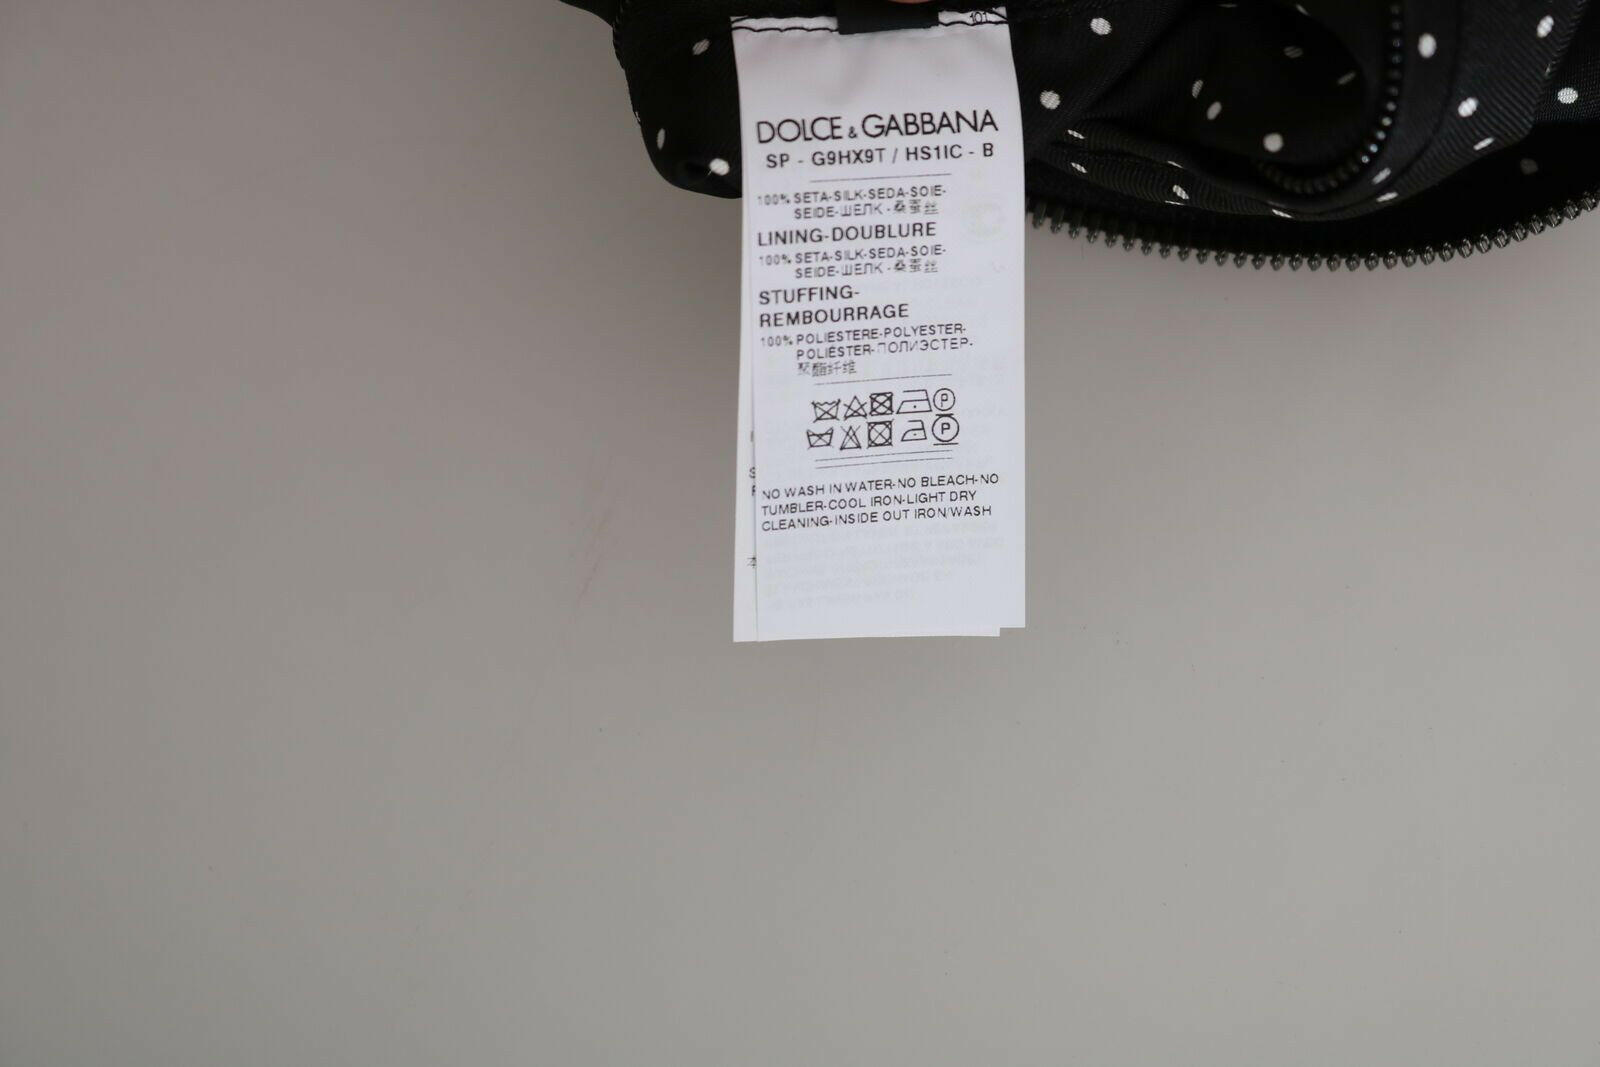 101
DOLCE & GABBANA
SP - G9HX9T / HS1IC - B
100% SETA-SILK-SEDA-SOIE-
SEIDE-ШЕЛК-桑蚕丝
LINING-DOUBLURE
100% SETA-SILK-SEDA-SOIE-
SEIDE-ШЕЛК-桑蚕丝
STUFFING-
REMBOURRAGE
100% POLIESTERE-POLYESTER-
POLIÉSTER-ПОЛИЭСТЕР-
聚酯纤维
P
P
NO WASH IN WATER-NO BLEACH-NO
TUMBLER-COOL IRON-LIGHT DRY
CLEANING-INSIDE OUT IRON/WASH